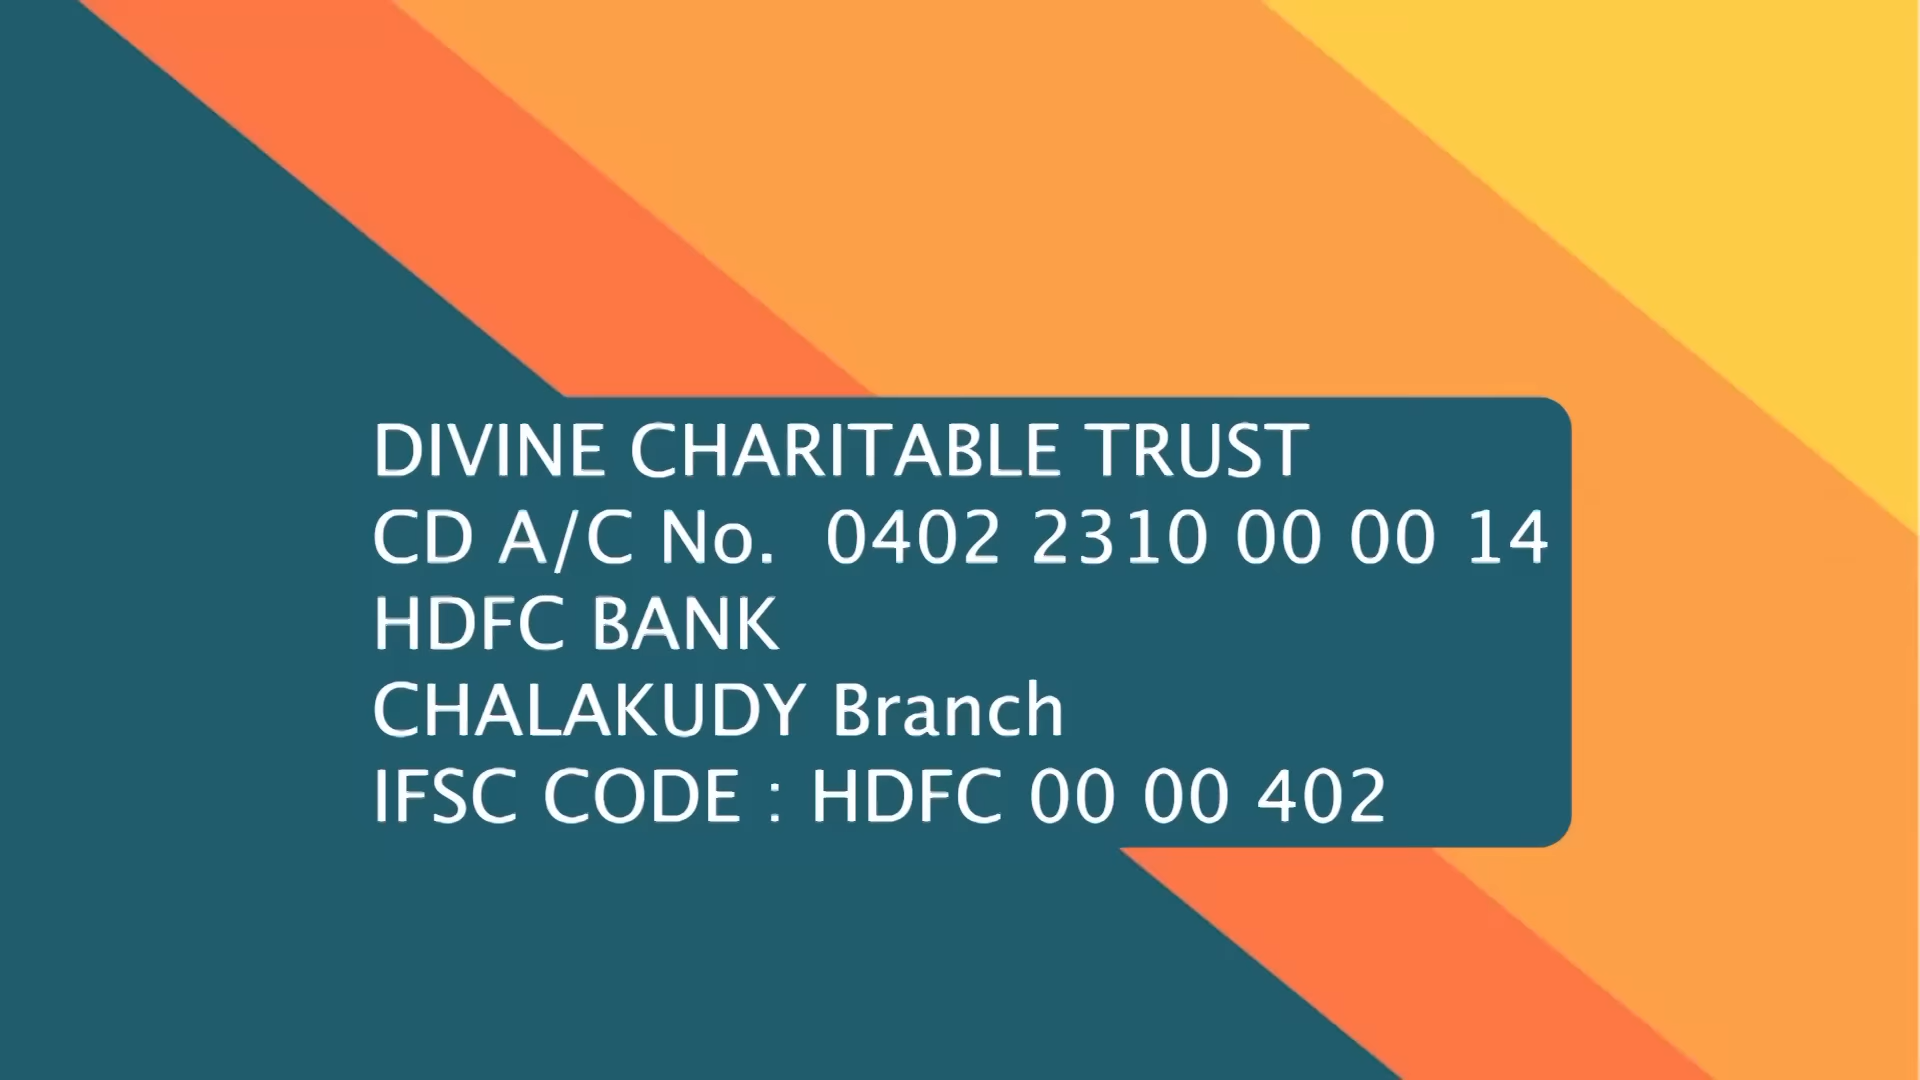 DIVINE CHARITABLE TRUST
CD A/C No.  0402 2310 00 00 14
HDFC BANK
CHALAKUDY Branch
IFSC CODE : HDFC 00 00 402